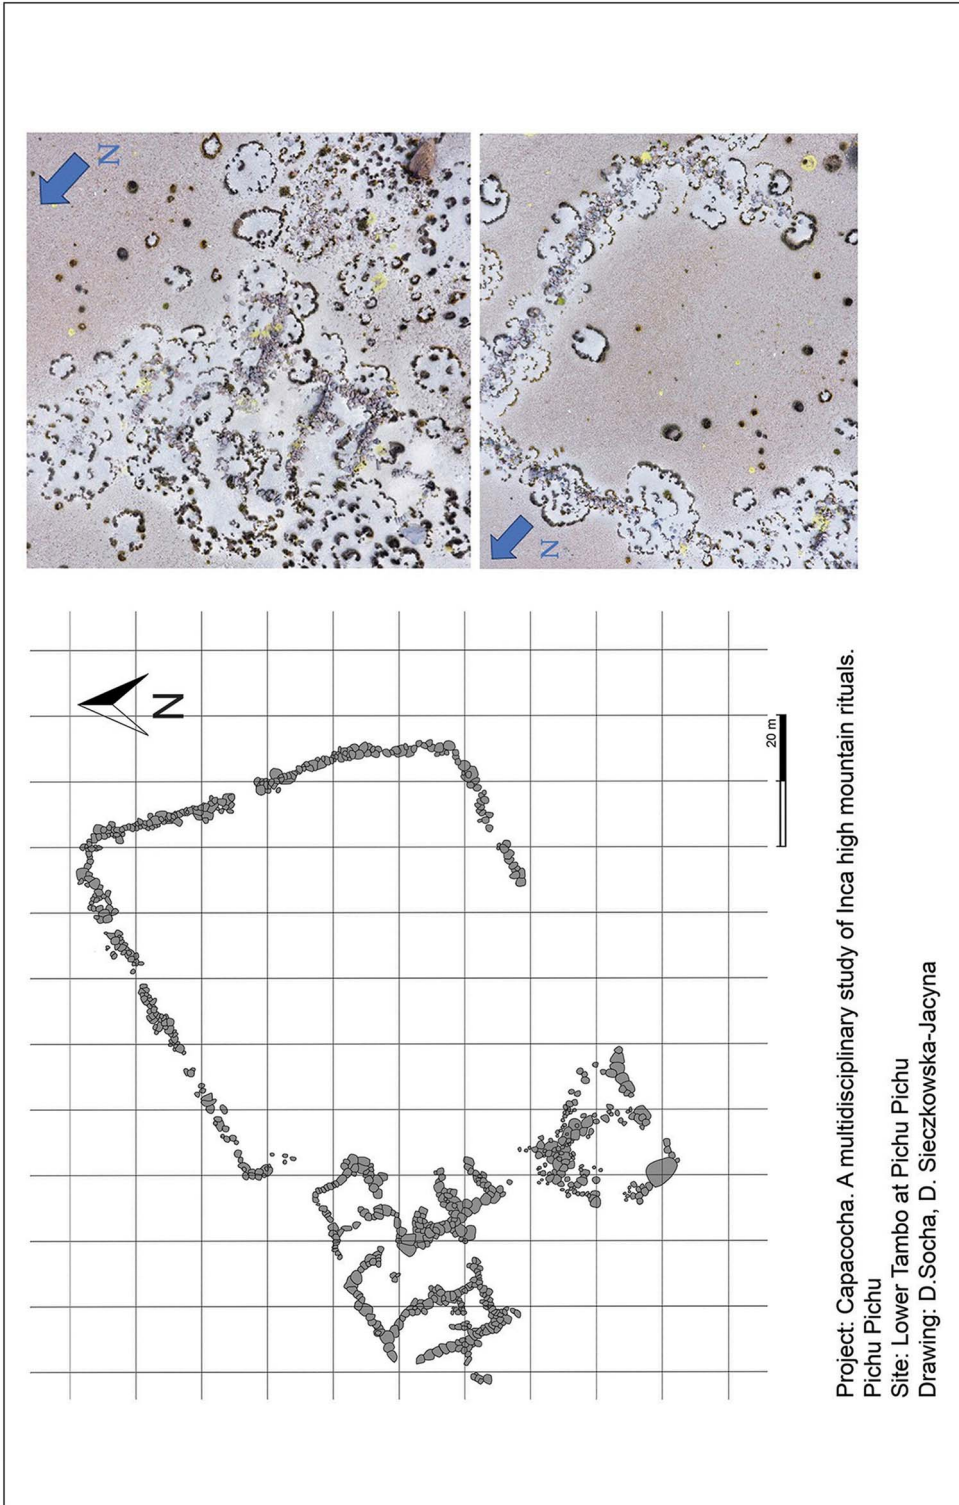 N
N
N
20 m
Project: Capacocha. A multidisciplinary study of Inca high mountain rituals.
Pichu Pichu
Site: Lower Tambo at Pichu Pichu
Drawing: D.Socha, D. Sieczkowska-Jacyna